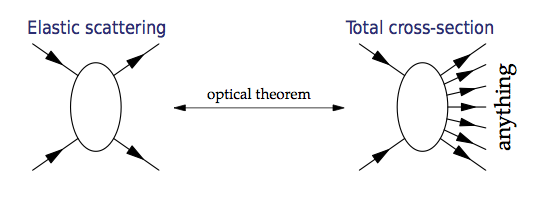 Elastic scattering
Total cross-section
optical theorem
anything